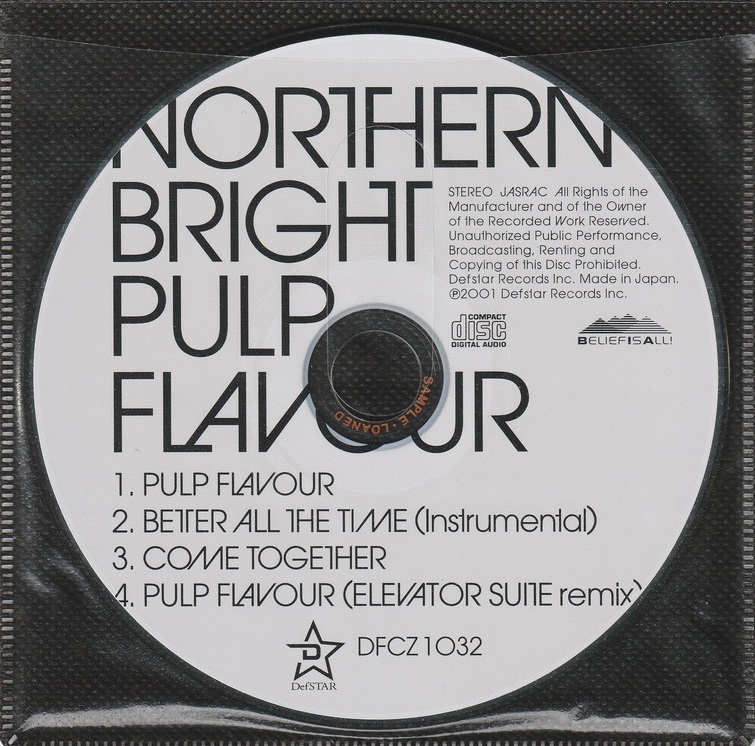 NORTHERN
BRIGHT
PULP
FLAVOUR
STEREO JASRAC All Rights of the
Manufacturer and of the Owner
of the Recorded Work Reserved.
Unauthorized Public Performance,
Broadcasting, Renting and
Copying of this Disc Prohibited.
Defstar Records Inc. Made in Japan.
℗2001 Defstar Records Inc.
COMPACT
disc
DIGITAL AUDIO
BELIEFISALL!
SAMPLE・LOANED
1. PULP FLAVOUR
2. BETTER ALL THE TIME (Instrumental)
3. COME TOGETHER
4. PULP FLAVOUR (ELEVATOR SUITE remix)
D
DefSTAR
DFCZ1032